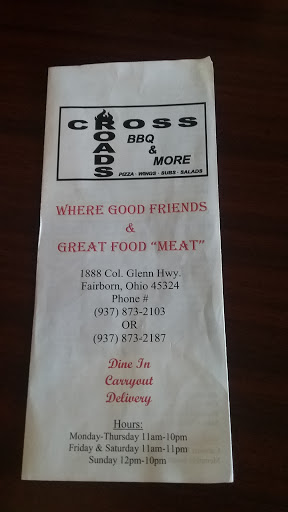 CROSS
ROADS
BBQ
&
MORE
PIZZA · WINGS · SUBS · SALADS
WHERE GOOD FRIENDS
&
GREAT FOOD “MEAT”
1888 Col. Glenn Hwy.
Fairborn, Ohio 45324
Phone #
(937) 873-2103
OR
(937) 873-2187
Dine In
Carryout
Delivery
Hours:
Monday-Thursday 11am-10pm
Friday & Saturday 11am-11pm
Sunday 12pm-10pm